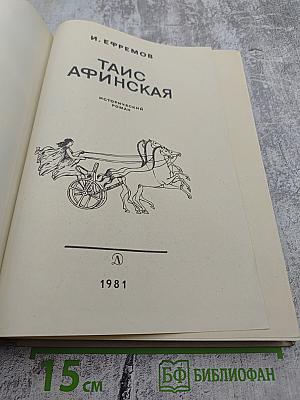 И. ЕФРЕМОВ
ТАИС
АФИНСКАЯ
ИСТОРИЧЕСКИЙ
РОМАН
Д
1981
15 см
БФ БИБЛИОФАН